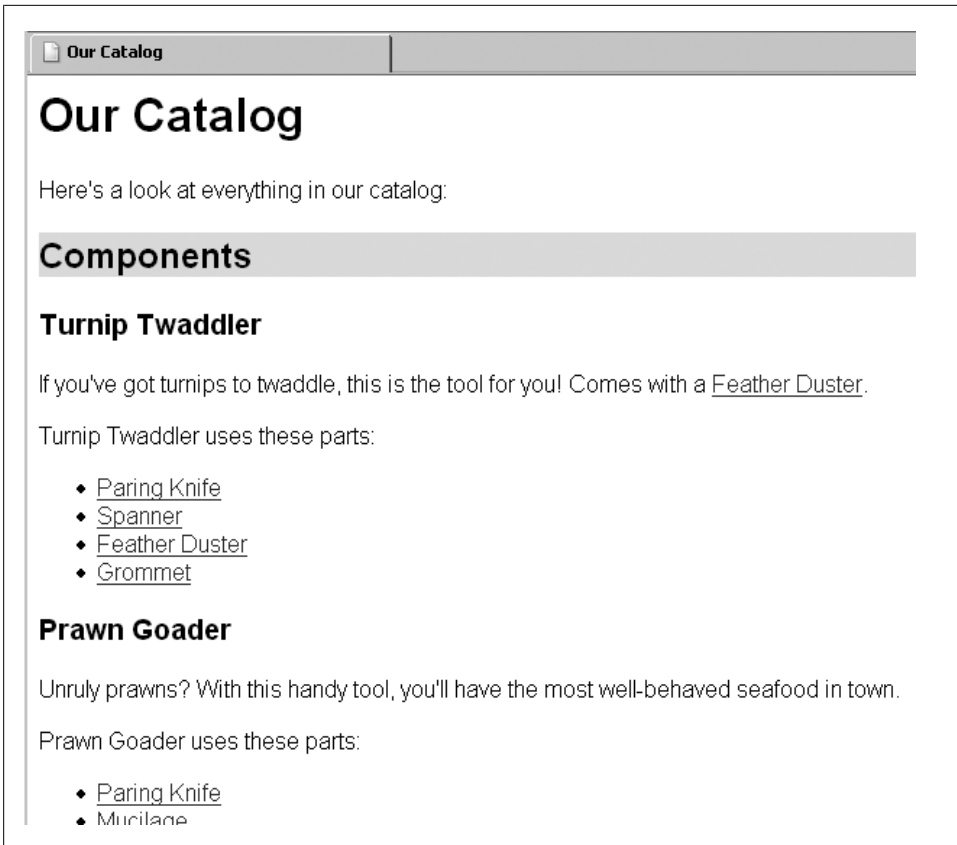 Our Catalog
Our Catalog
Here's a look at everything in our catalog:
Components
Turnip Twaddler
If you've got turnips to twaddle, this is the tool for you! Comes with a Feather Duster.
Turnip Twaddler uses these parts:
• Paring Knife
• Spanner
• Feather Duster
• Grommet
Prawn Goader
Unruly prawns? With this handy tool, you'll have the most well-behaved seafood in town.
Prawn Goader uses these parts:
• Paring Knife
• Mucilage